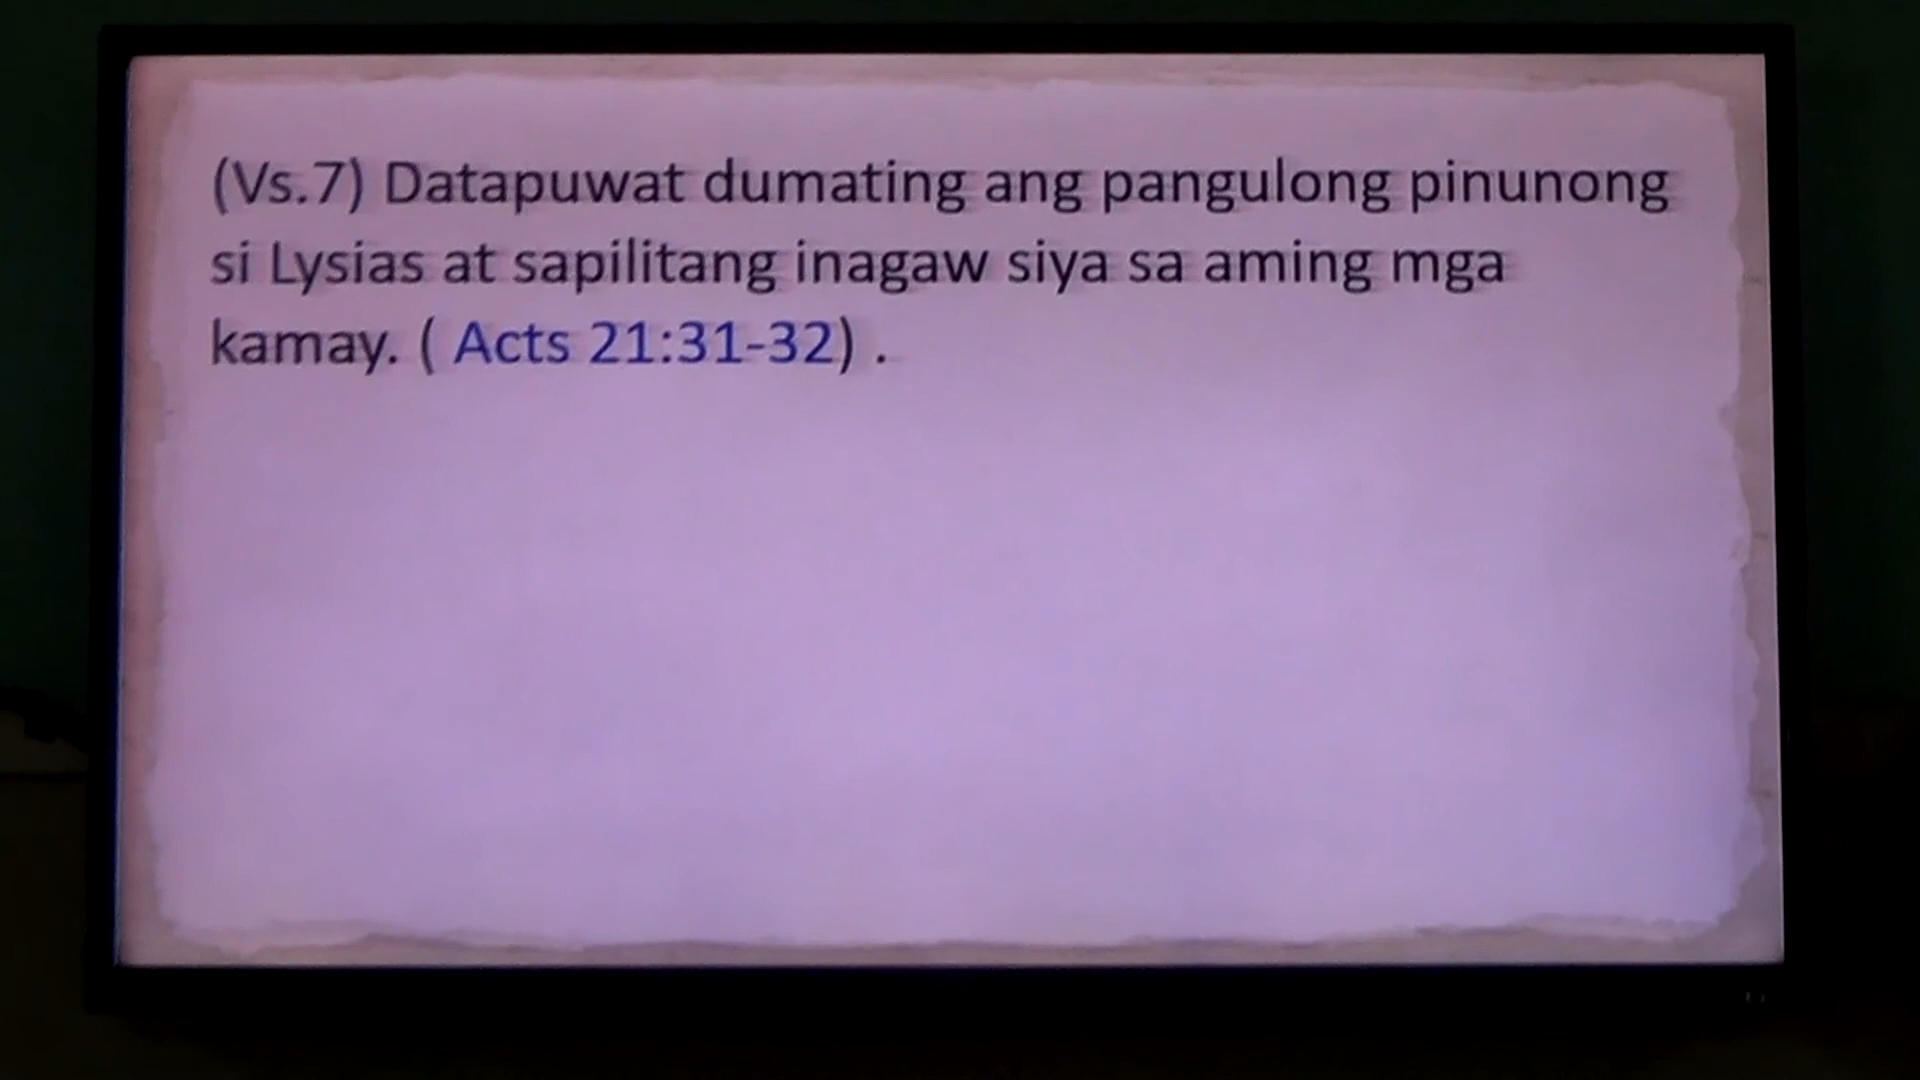 (Vs.7) Datapuwat dumating ang pangulong pinunong
si Lysias at sapilitang inagaw siya sa aming mga
kamay. ( Acts 21:31-32) .